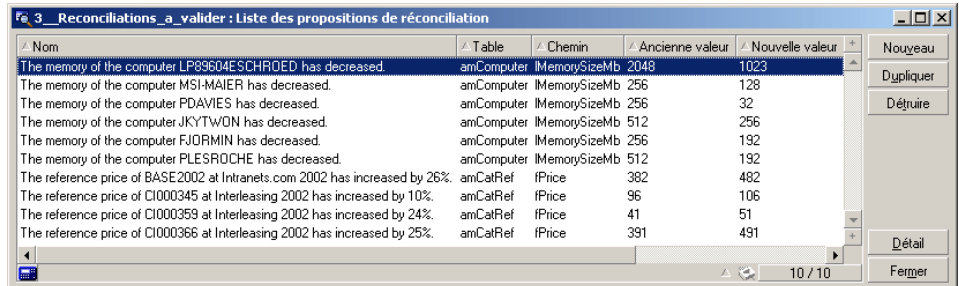 3__Reconciliations_a_valider : Liste des propositions de réconciliation
Nom Table Chemin Ancienne valeur Nouvelle valeur
The memory of the computer LP89604ESCHROED has decreased. amComputer lMemorySizeMb 2048 1023
The memory of the computer MSI-MAIER has decreased. amComputer lMemorySizeMb 256 128
The memory of the computer PDAVIES has decreased. amComputer lMemorySizeMb 256 32
The memory of the computer JKYTWON has decreased. amComputer lMemorySizeMb 512 256
The memory of the computer FJORMIN has decreased. amComputer lMemorySizeMb 256 192
The memory of the computer PLESROCHE has decreased. amComputer lMemorySizeMb 512 192
The reference price of BASE2002 at Intranets.com 2002 has increased by 26%. amCatRef fPrice 382 482
The reference price of CI000345 at Interleasing 2002 has increased by 10%. amCatRef fPrice 96 106
The reference price of CI000359 at Interleasing 2002 has increased by 24%. amCatRef fPrice 41 51
The reference price of CI000366 at Interleasing 2002 has increased by 25%. amCatRef fPrice 391 491
10 / 10
Nouveau
Dupliquer
Détruire
Détail
Fermer